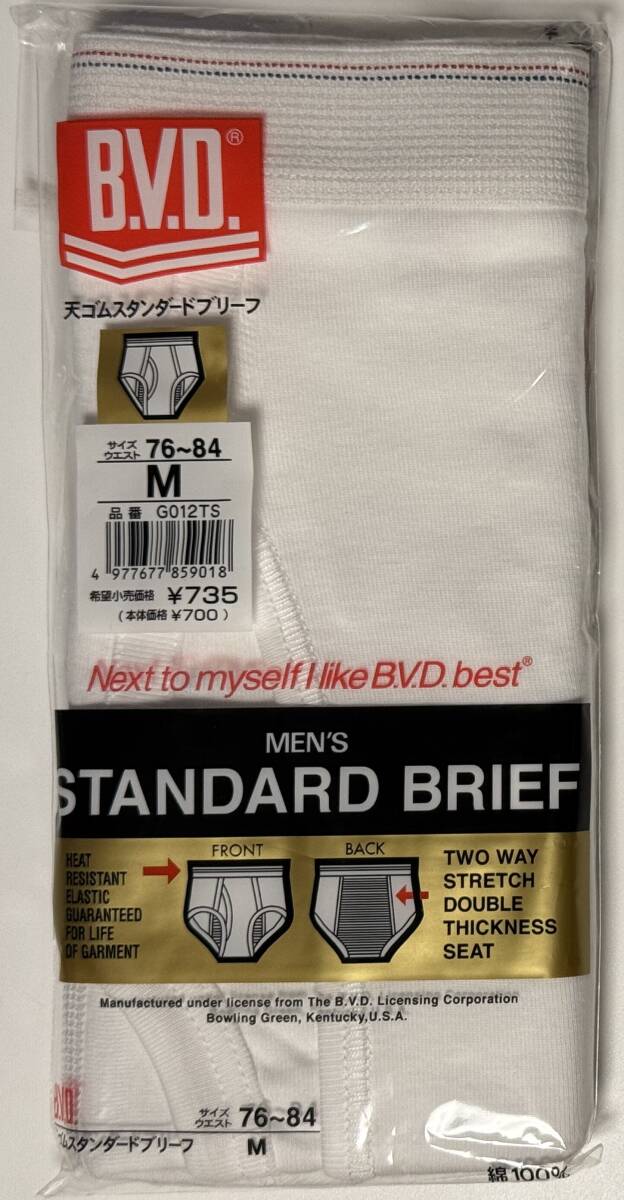 B.V.D.®
天ゴムスタンダードブリーフ
サイズ
ウエスト 76~84
M
品番 G012TS
4 977677 859018
希望小売価格 ¥735
(本体価格 ¥700)
Next to myself I like B.V.D. best®
MEN'S
STANDARD BRIEF
HEAT
RESISTANT
ELASTIC
GUARANTEED
FOR LIFE
OF GARMENT
FRONT
BACK
TWO WAY
STRETCH
DOUBLE
THICKNESS
SEAT
Manufactured under license from The B.V.D. Licensing Corporation
Bowling Green, Kentucky, U.S.A.
B.V.D.
ゴムスタンダードブリーフ
サイズ
ウエスト 76~84
M
綿100%